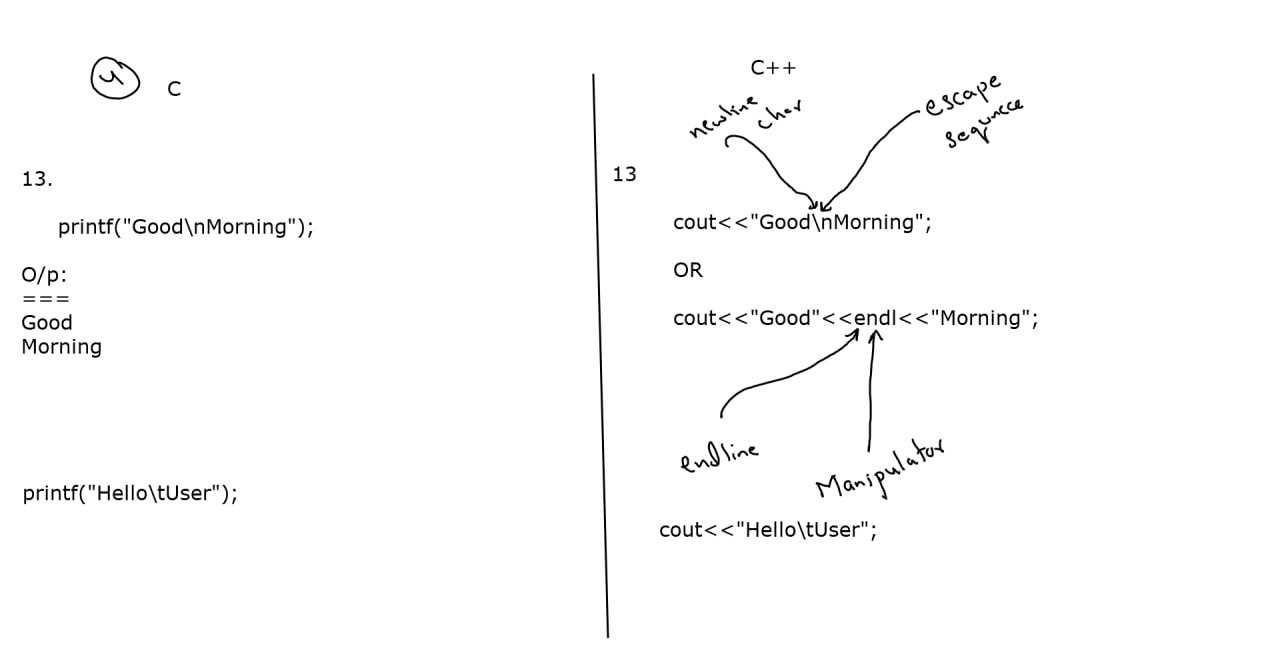 4
C
13.
printf("Good\nMorning");
O/p:
===
Good
Morning
printf("Hello\tUser");
C++
newline
char
escape
sequnce
13
cout<<"Good\nMorning";
OR
cout<<"Good"<<endl<<"Morning";
endline
Manipulator
cout<<"Hello\tUser";